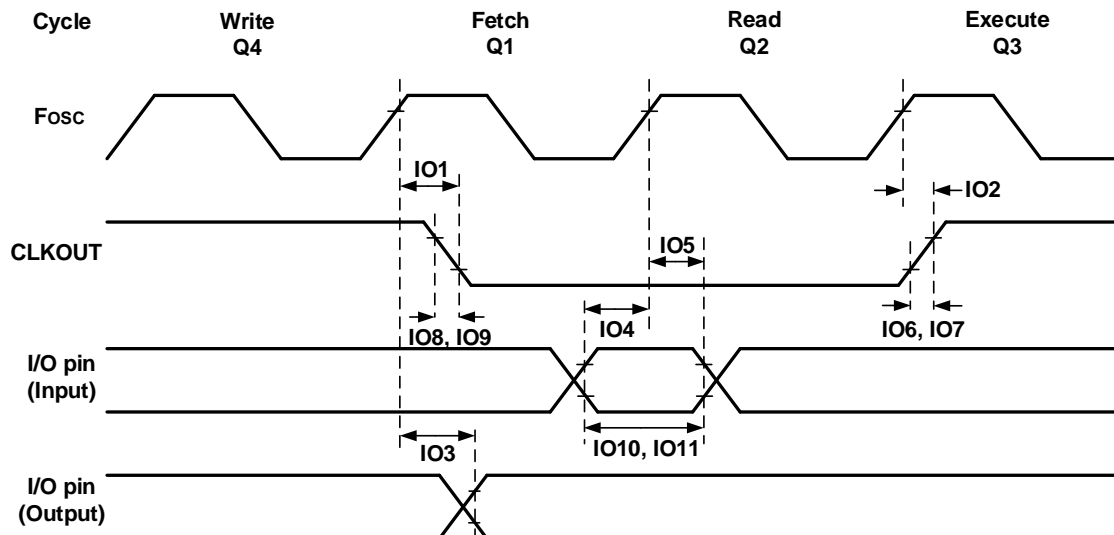 Cycle Write Fetch Read Execute
Q4 Q1 Q2 Q3
Fosc
IO1
IO2
CLKOUT
IO5
IO4
IO8, IO9
IO6, IO7
I/O pin
(Input)
IO10, IO11
IO3
I/O pin
(Output)